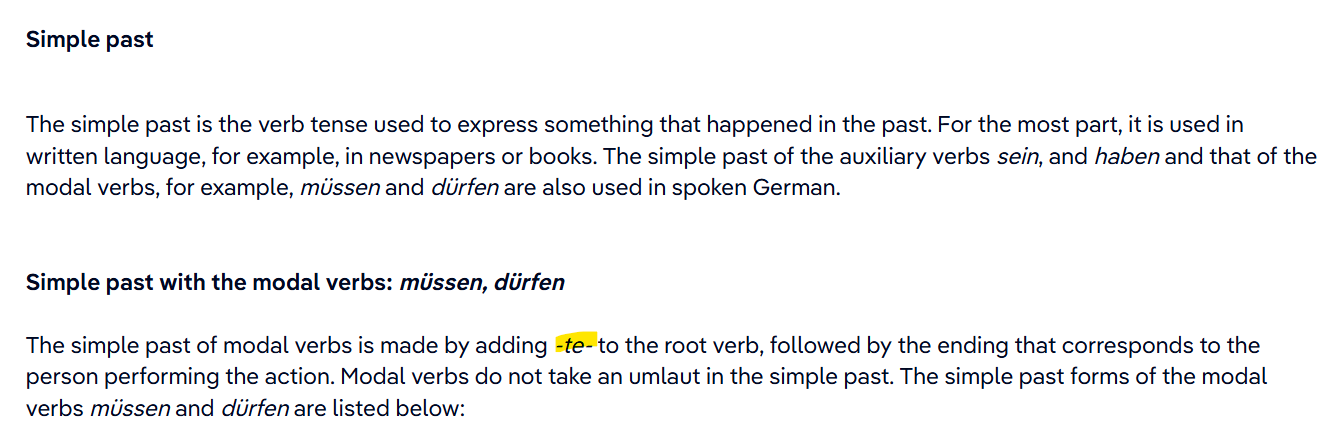 Simple past
The simple past is the verb tense used to express something that happened in the past. For the most part, it is used in
written language, for example, in newspapers or books. The simple past of the auxiliary verbs sein, and haben and that of the
modal verbs, for example, müssen and dürfen are also used in spoken German.
Simple past with the modal verbs: müssen, dürfen
The simple past of modal verbs is made by adding -te- to the root verb, followed by the ending that corresponds to the
person performing the action. Modal verbs do not take an umlaut in the simple past. The simple past forms of the modal
verbs müssen and dürfen are listed below: